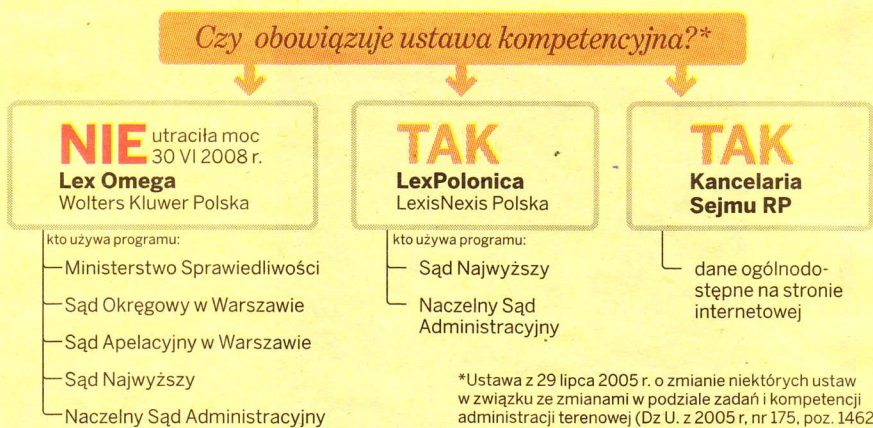 Czy obowiązuje ustawa kompetencyjna?*
NIE utraciła moc
30 VI 2008 r.
Lex Omega
Wolters Kluwer Polska
kto używa programu:
Ministerstwo Sprawiedliwości
Sąd Okręgowy w Warszawie
Sąd Apelacyjny w Warszawie
Sąd Najwyższy
Naczelny Sąd Administracyjny
TAK
LexPolonica
LexisNexis Polska
kto używa programu:
Sąd Najwyższy
Naczelny Sąd
Administracyjny
TAK
Kancelaria
Sejmu RP
dane ogólnodo-
stępne na stronie
internetowej
*Ustawa z 29 lipca 2005 r. o zmianie niektórych ustaw
w związku ze zmianami w podziale zadań i kompetencji
administracji terenowej (Dz U. z 2005 r, nr 175, poz. 1462